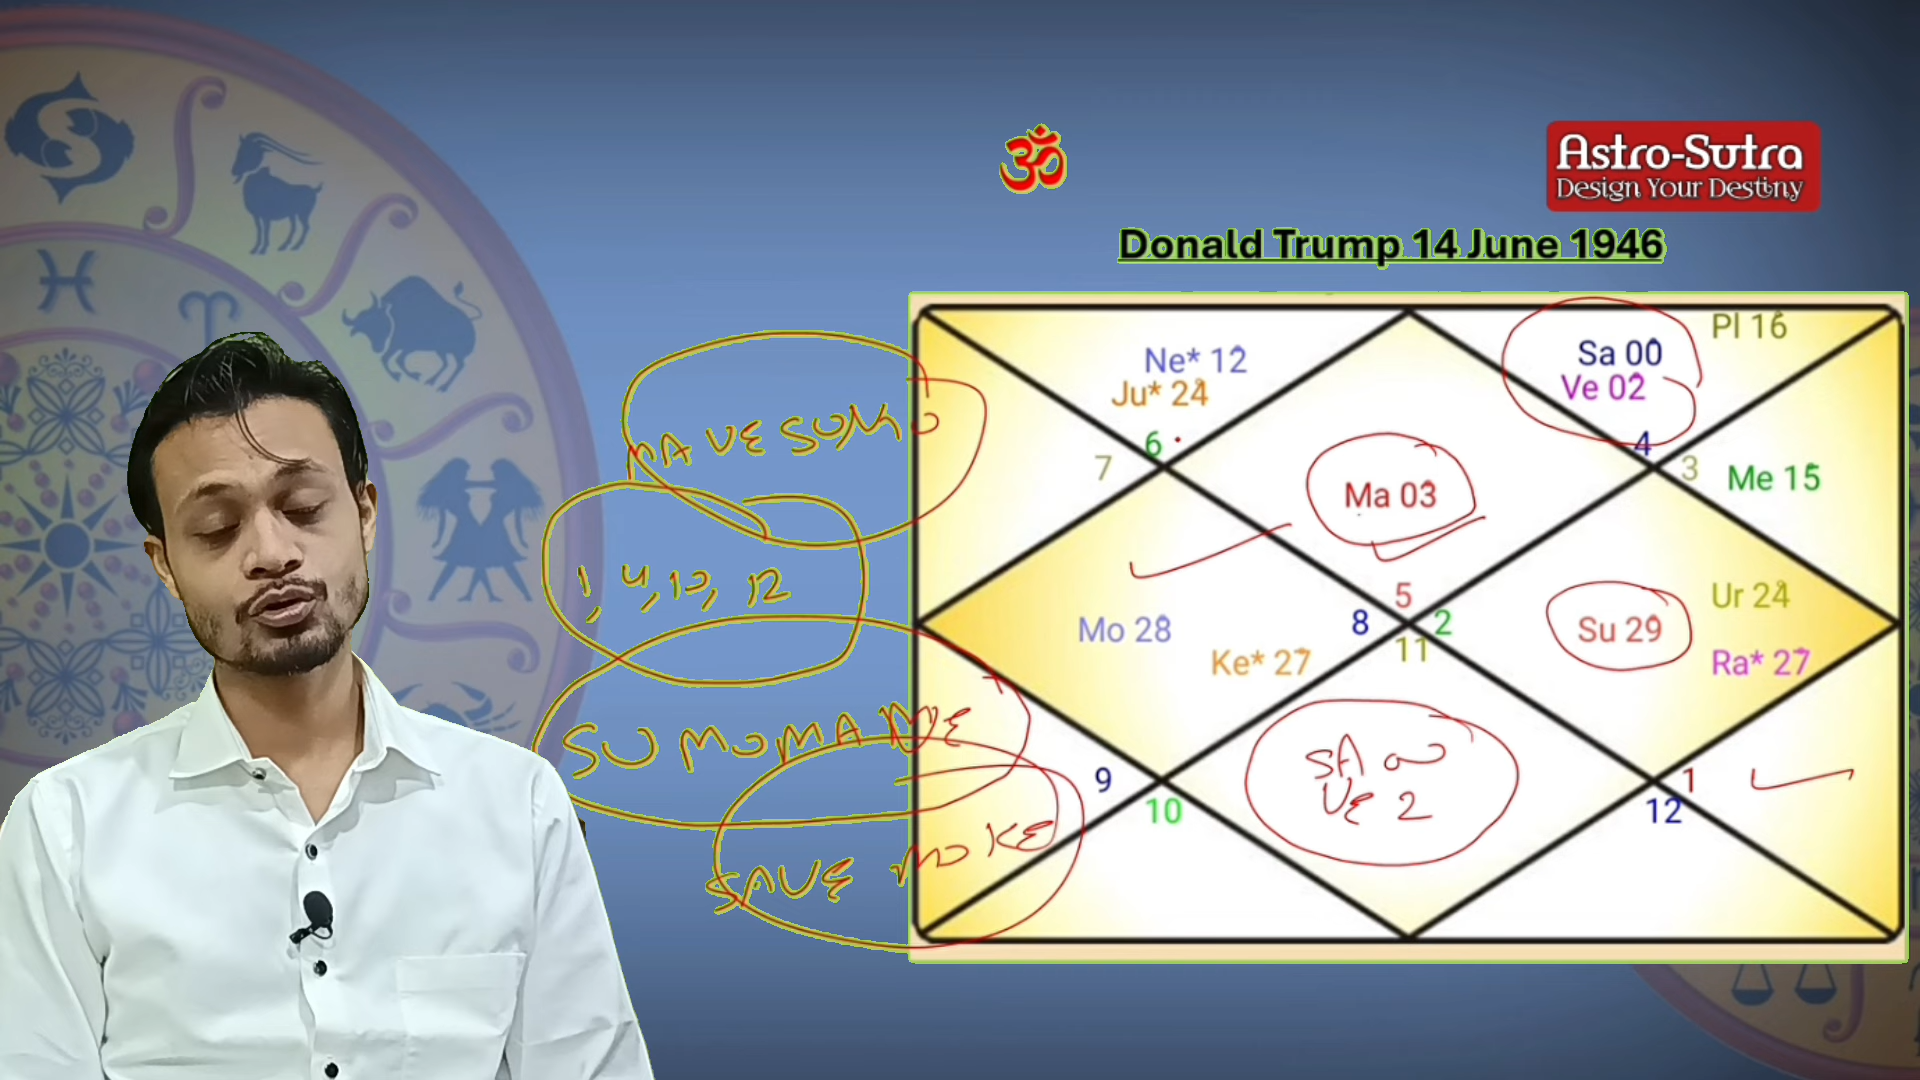 ॐ
Astro-Sutra
Design Your Destiny
Donald Trump 14 June 1946
Pl 16
Sa 00
Ve 02
Ne* 12
Ju* 24
6
7
4
3
Me 15
Ma 03
5
8
2
11
Mo 28
Ke* 27
Su 29
Ur 24
Ra* 27
9
10
1
12
SA 00
VE 2
MA VE SU MO
1, 4, 10, 12
SU MO MA
SA VE MO KE